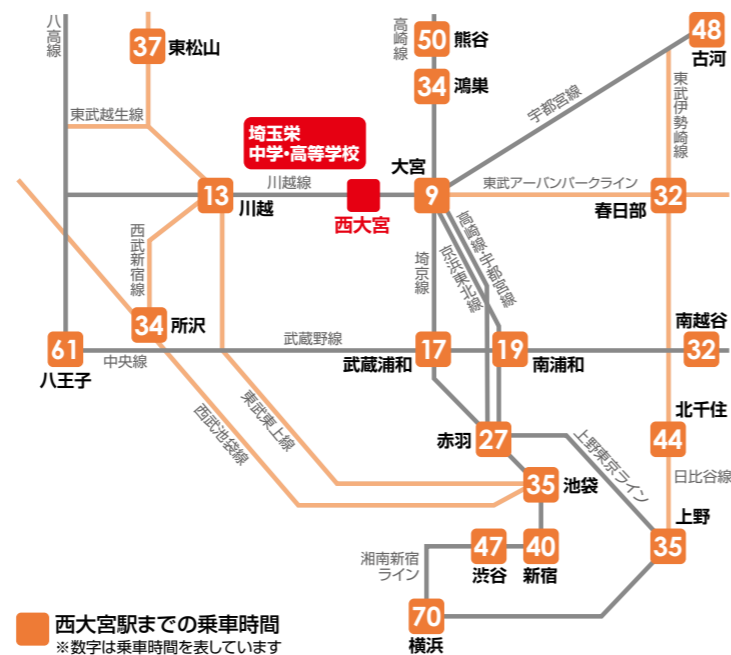 八高線
37
東松山
高崎線
50
熊谷
48
古河
34
鴻巣
東武越生線
宇都宮線
東武伊勢崎線
埼玉栄
中学・高等学校
大宮
13
川越
川越線
西大宮
9
東武アーバンパークライン
32
春日部
西武新宿線
埼京線
京浜東北線
高崎線・宇都宮線
34
所沢
南越谷
61
八王子
中央線
武蔵野線
武蔵浦和
17
19
南浦和
32
西武池袋線
東武東上線
赤羽
27
上野東京ライン
北千住
44
日比谷線
35
池袋
上野
35
湘南新宿
ライン
47
渋谷
40
新宿
70
横浜
西大宮駅までの乗車時間
※数字は乗車時間を表しています